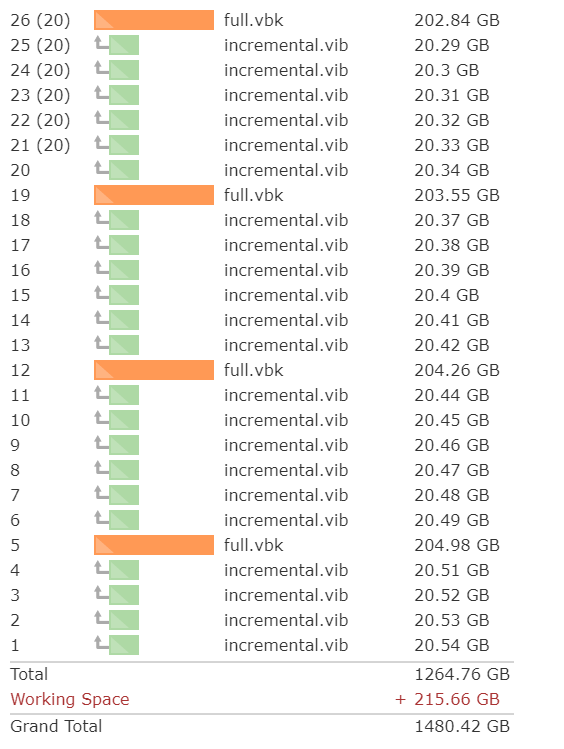 26 (20) full.vbk 202.84 GB
25 (20) incremental.vib 20.29 GB
24 (20) incremental.vib 20.3 GB
23 (20) incremental.vib 20.31 GB
22 (20) incremental.vib 20.32 GB
21 (20) incremental.vib 20.33 GB
20 incremental.vib 20.34 GB
19 full.vbk 203.55 GB
18 incremental.vib 20.37 GB
17 incremental.vib 20.38 GB
16 incremental.vib 20.39 GB
15 incremental.vib 20.4 GB
14 incremental.vib 20.41 GB
13 incremental.vib 20.42 GB
12 full.vbk 204.26 GB
11 incremental.vib 20.44 GB
10 incremental.vib 20.45 GB
9 incremental.vib 20.46 GB
8 incremental.vib 20.47 GB
7 incremental.vib 20.48 GB
6 incremental.vib 20.49 GB
5 full.vbk 204.98 GB
4 incremental.vib 20.51 GB
3 incremental.vib 20.52 GB
2 incremental.vib 20.53 GB
1 incremental.vib 20.54 GB
Total 1264.76 GB
Working Space + 215.66 GB
Grand Total 1480.42 GB